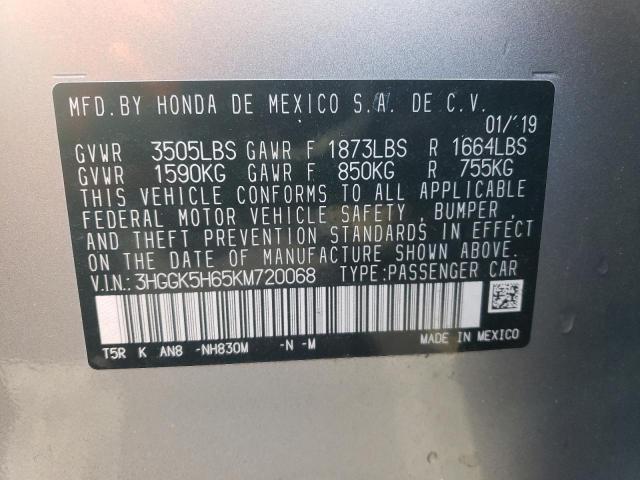 MFD. BY HONDA DE MEXICO S.A. DE C.V.
01/'19
GVWR 3505LBS GAWR F 1873LBS R 1664LBS
GVWR 1590KG GAWR F 850KG R 755KG
THIS VEHICLE CONFORMS TO ALL APPLICABLE
FEDERAL MOTOR VEHICLE SAFETY, BUMPER,
AND THEFT PREVENTION STANDARDS IN EFFECT
ON THE DATE OF MANUFACTURE SHOWN ABOVE.
V.I.N.: 3HGGK5H65KM720068 TYPE: PASSENGER CAR
T5R K AN8 -NH830M -N -M
MADE IN MEXICO